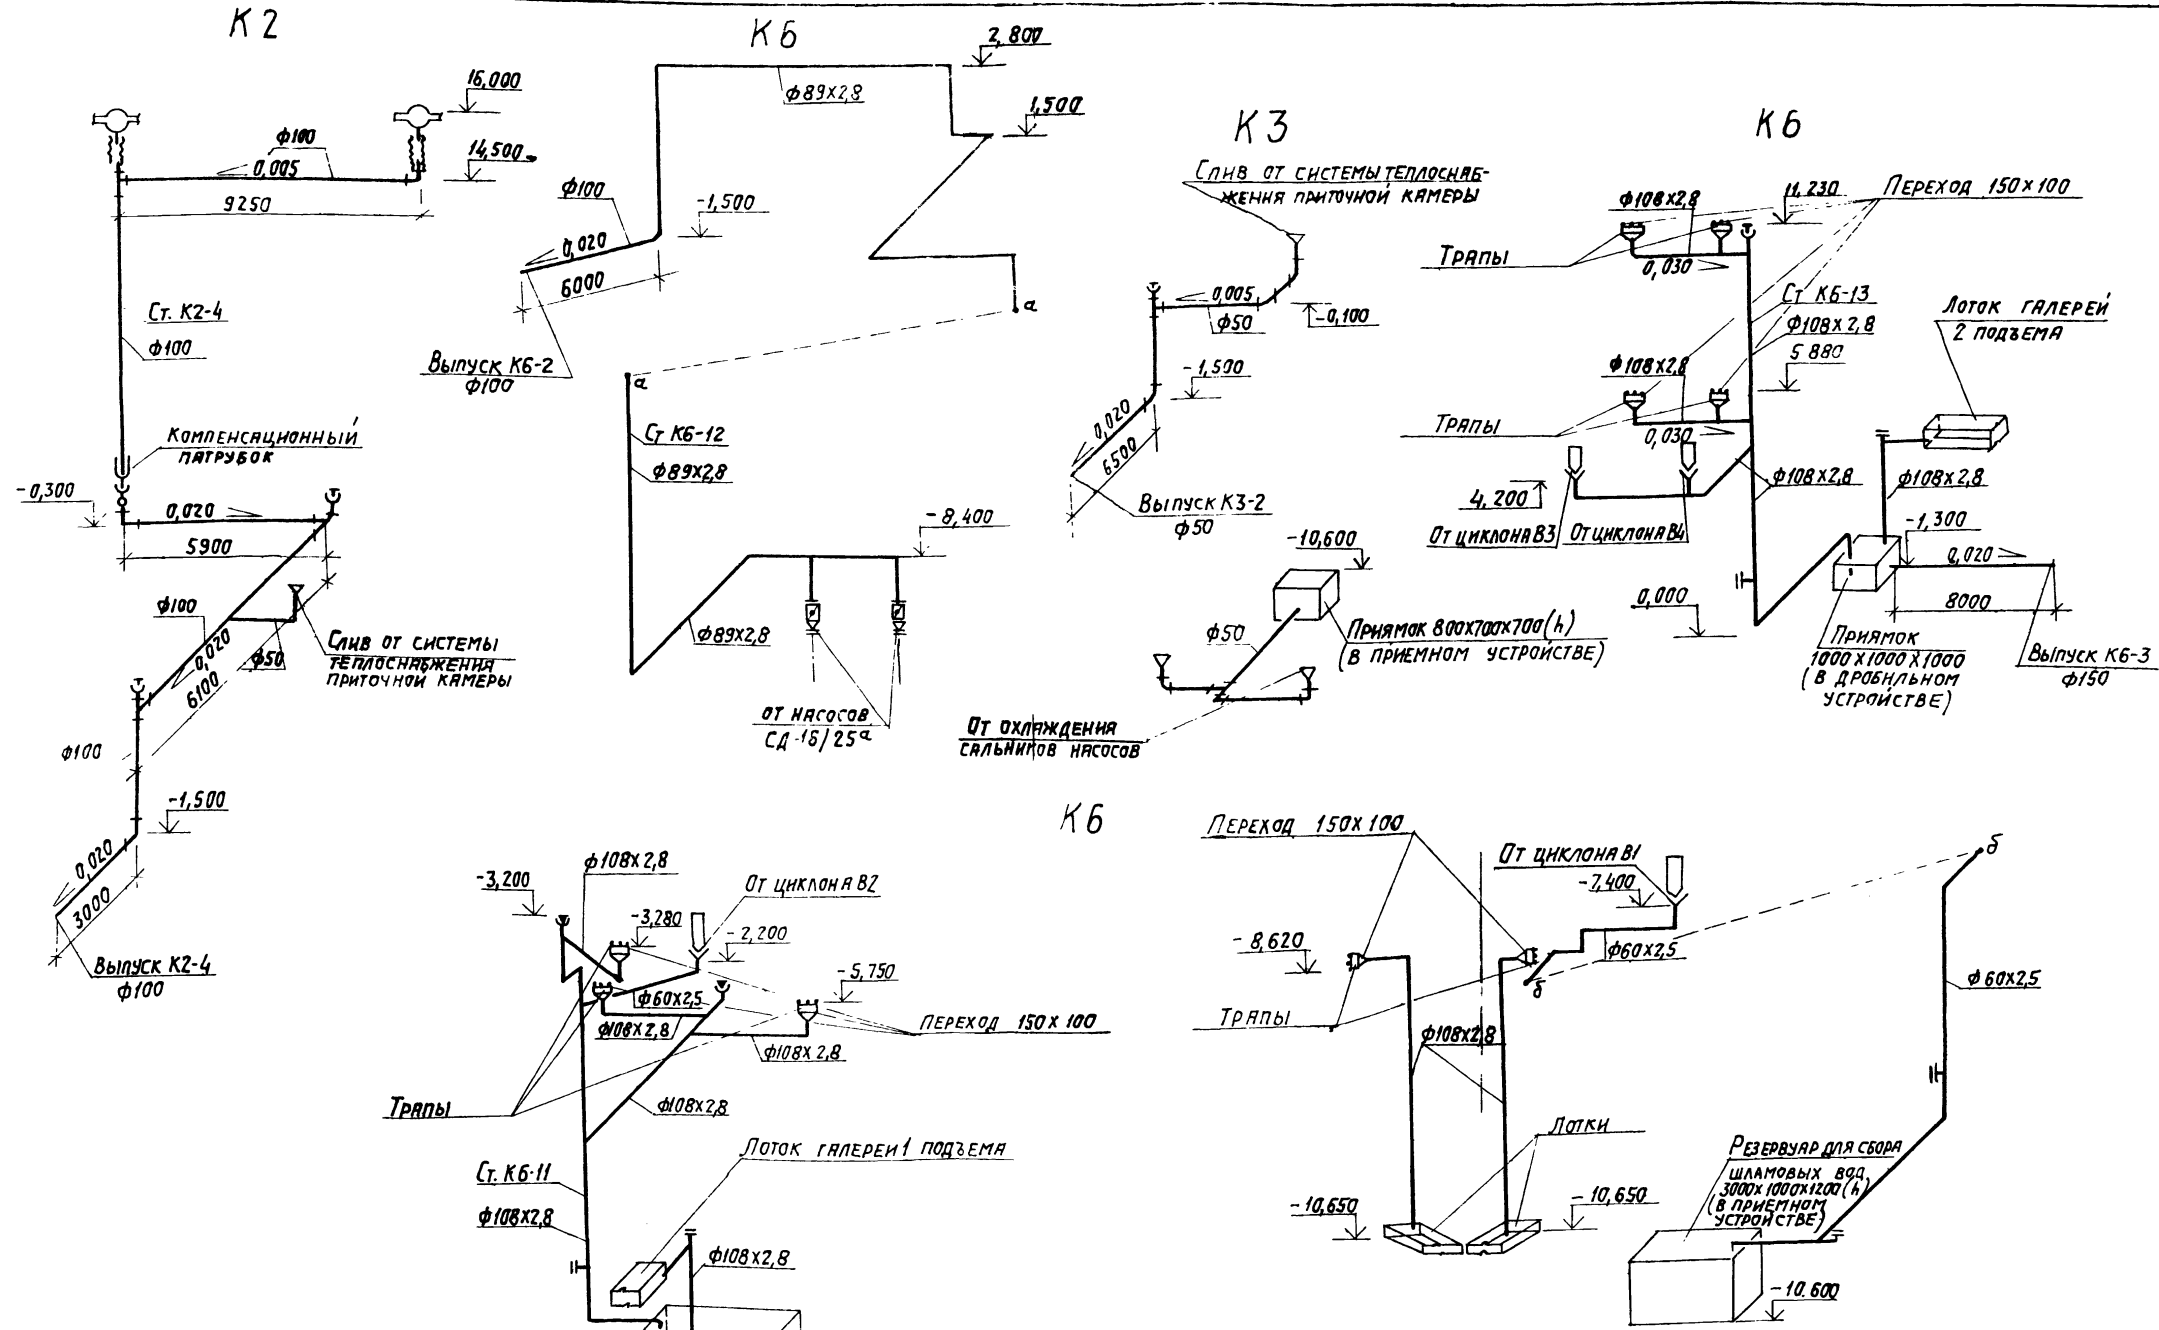 К2
16,000
ф100
0,005
14,500
9250
Ст. К2-4
ф100
Компенсационный
патрубок
-0,300
0,020
5900
ф100
0,020
ф50
6100
Слив от системы
теплоснабжения
приточной камеры
ф100
-1,500
0,020
3000
Выпуск К2-4
ф100
К6
2,800
ф89х2,8
1,500
ф100
-1,500
0,020
6000
Выпуск К6-2
ф100
а
а
Ст К6-12
ф89х2,8
-8,400
ф89х2,8
от насосов
СД-16/25а
К3
Слив от системы теплоснаб-
жения приточной камеры
0,005
ф50
-0,100
-1,500
0,020
6500
Выпуск К3-2
ф50
-10,600
ф50
Приямок 800х700х700(h)
(в приемном устройстве)
От охлаждения
сальников насосов
К6
ф108х2,8
11.230
Переход 150х100
Трапы
0,030
Ст К6-13
ф108х2,8
Лоток галереи
2 подъема
ф108х2,8
5 880
Трапы
0,030
ф108х2,8
ф108х2,8
4,200
От циклона В3
От циклона В4
-1,300
0,020
8000
0,000
Приямок
1000х1000х1000
(в дробильном
устройстве)
Выпуск К6-3
ф150
К6
ф108х2,8
-3,200
От циклона В2
-3,280
-2,200
-5,750
ф60х2,5
ф108х2,8
Переход 150х100
ф108х2,8
Трапы
ф108х2,8
Лоток галереи 1 подъема
Ст. К6-11
ф108х2,8
ф108х2,8
Переход 150х100
От циклона В1
-7,400
б
-8,620
ф60х2,5
б
ф60х2,5
Трапы
ф108х2,8
Лотки
Резервуар для сбора
шламовых вод
3000х1000х1200(h)
(в приемном
устройстве)
-10,650
-10,650
-10.600